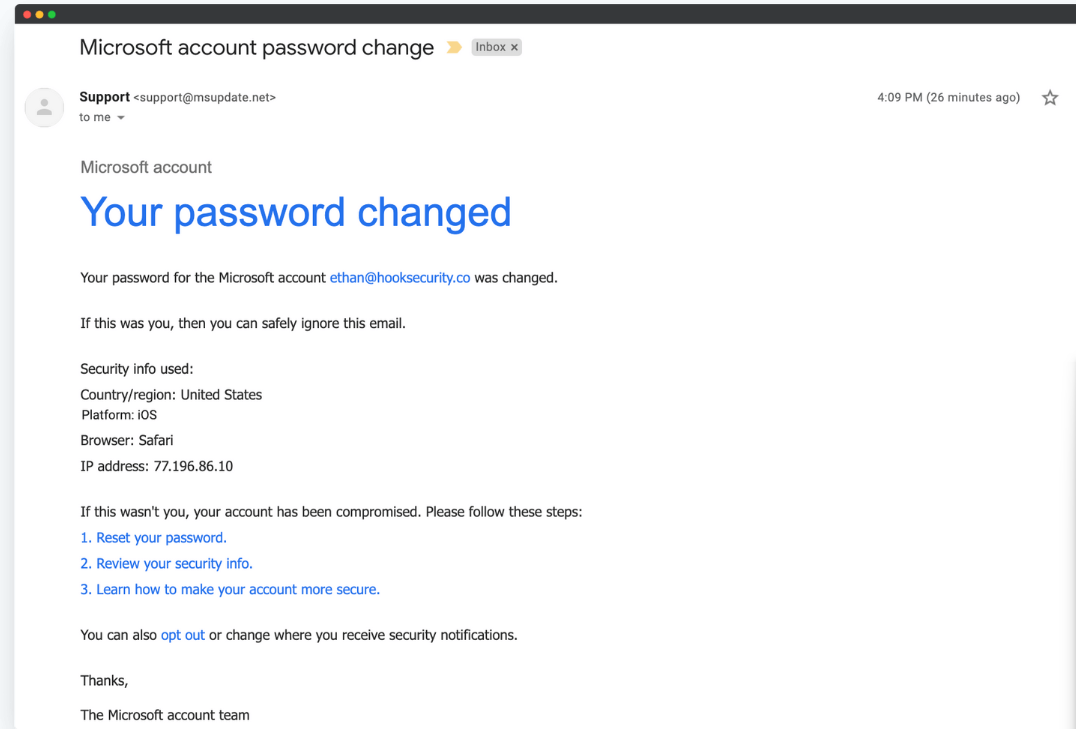 Microsoft account password change Inbox ×
Support <support@msupdate.net> 4:09 PM (26 minutes ago)
to me
Microsoft account
Your password changed
Your password for the Microsoft account ethan@hooksecurity.co was changed.
If this was you, then you can safely ignore this email.
Security info used:
Country/region: United States
Platform: iOS
Browser: Safari
IP address: 77.196.86.10
If this wasn't you, your account has been compromised. Please follow these steps:
1. Reset your password.
2. Review your security info.
3. Learn how to make your account more secure.
You can also opt out or change where you receive security notifications.
Thanks,
The Microsoft account team